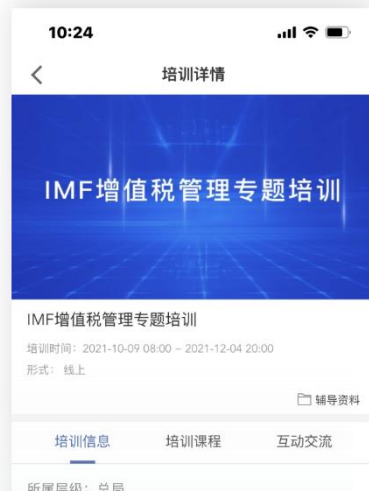 10:24
培训详情
IMF增值税管理专题培训
IMF增值税管理专题培训
培训时间：2021-10-09 08:00 ~ 2021-12-04 20:00
形式： 线上
辅导资料
培训信息 培训课程 互动交流
所属层级：总局